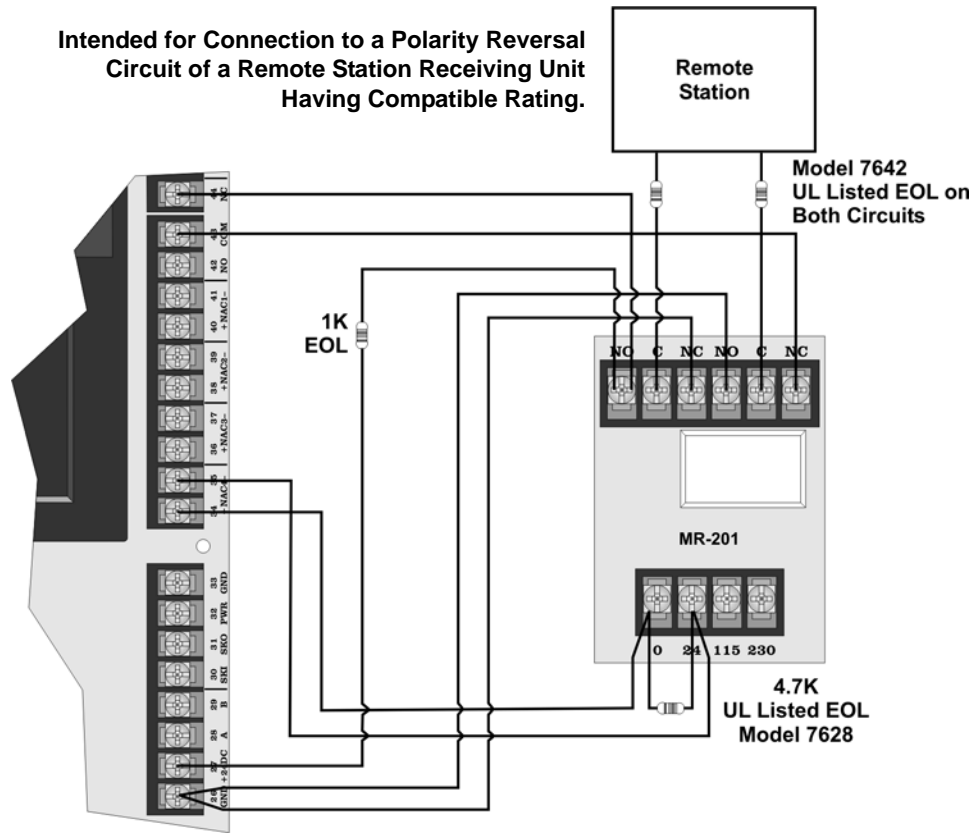 Intended for Connection to a Polarity Reversal
Circuit of a Remote Station Receiving Unit
Having Compatible Rating.
Remote
Station
Model 7642
UL Listed EOL on
Both Circuits
44 NC
43 COM
42 NO
41 40 +NAC1-
39 38 +NAC2-
37 36 +NAC3-
35 34 +NAC4-
33 GND
32 PWR
31 SKO
30 SKI
29 B
28 A
27 +24DC
26 GND
1K
EOL
NO C NC NO C NC
MR-201
0 24 115 230
4.7K
UL Listed EOL
Model 7628